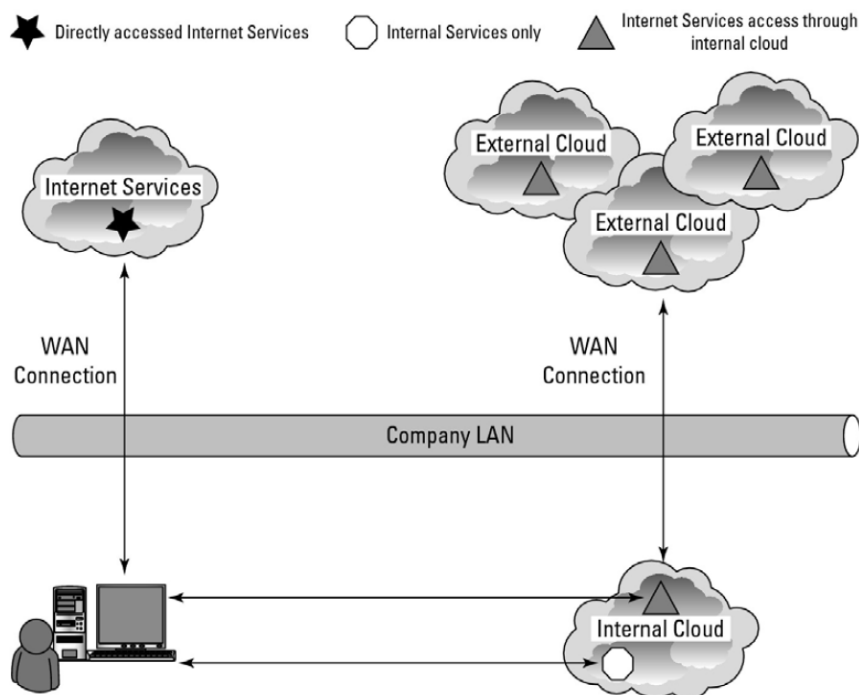 Directly accessed Internet Services
Internal Services only
Internet Services access through
internal cloud
Internet Services
External Cloud
External Cloud
External Cloud
WAN
Connection
WAN
Connection
Company LAN
Internal Cloud